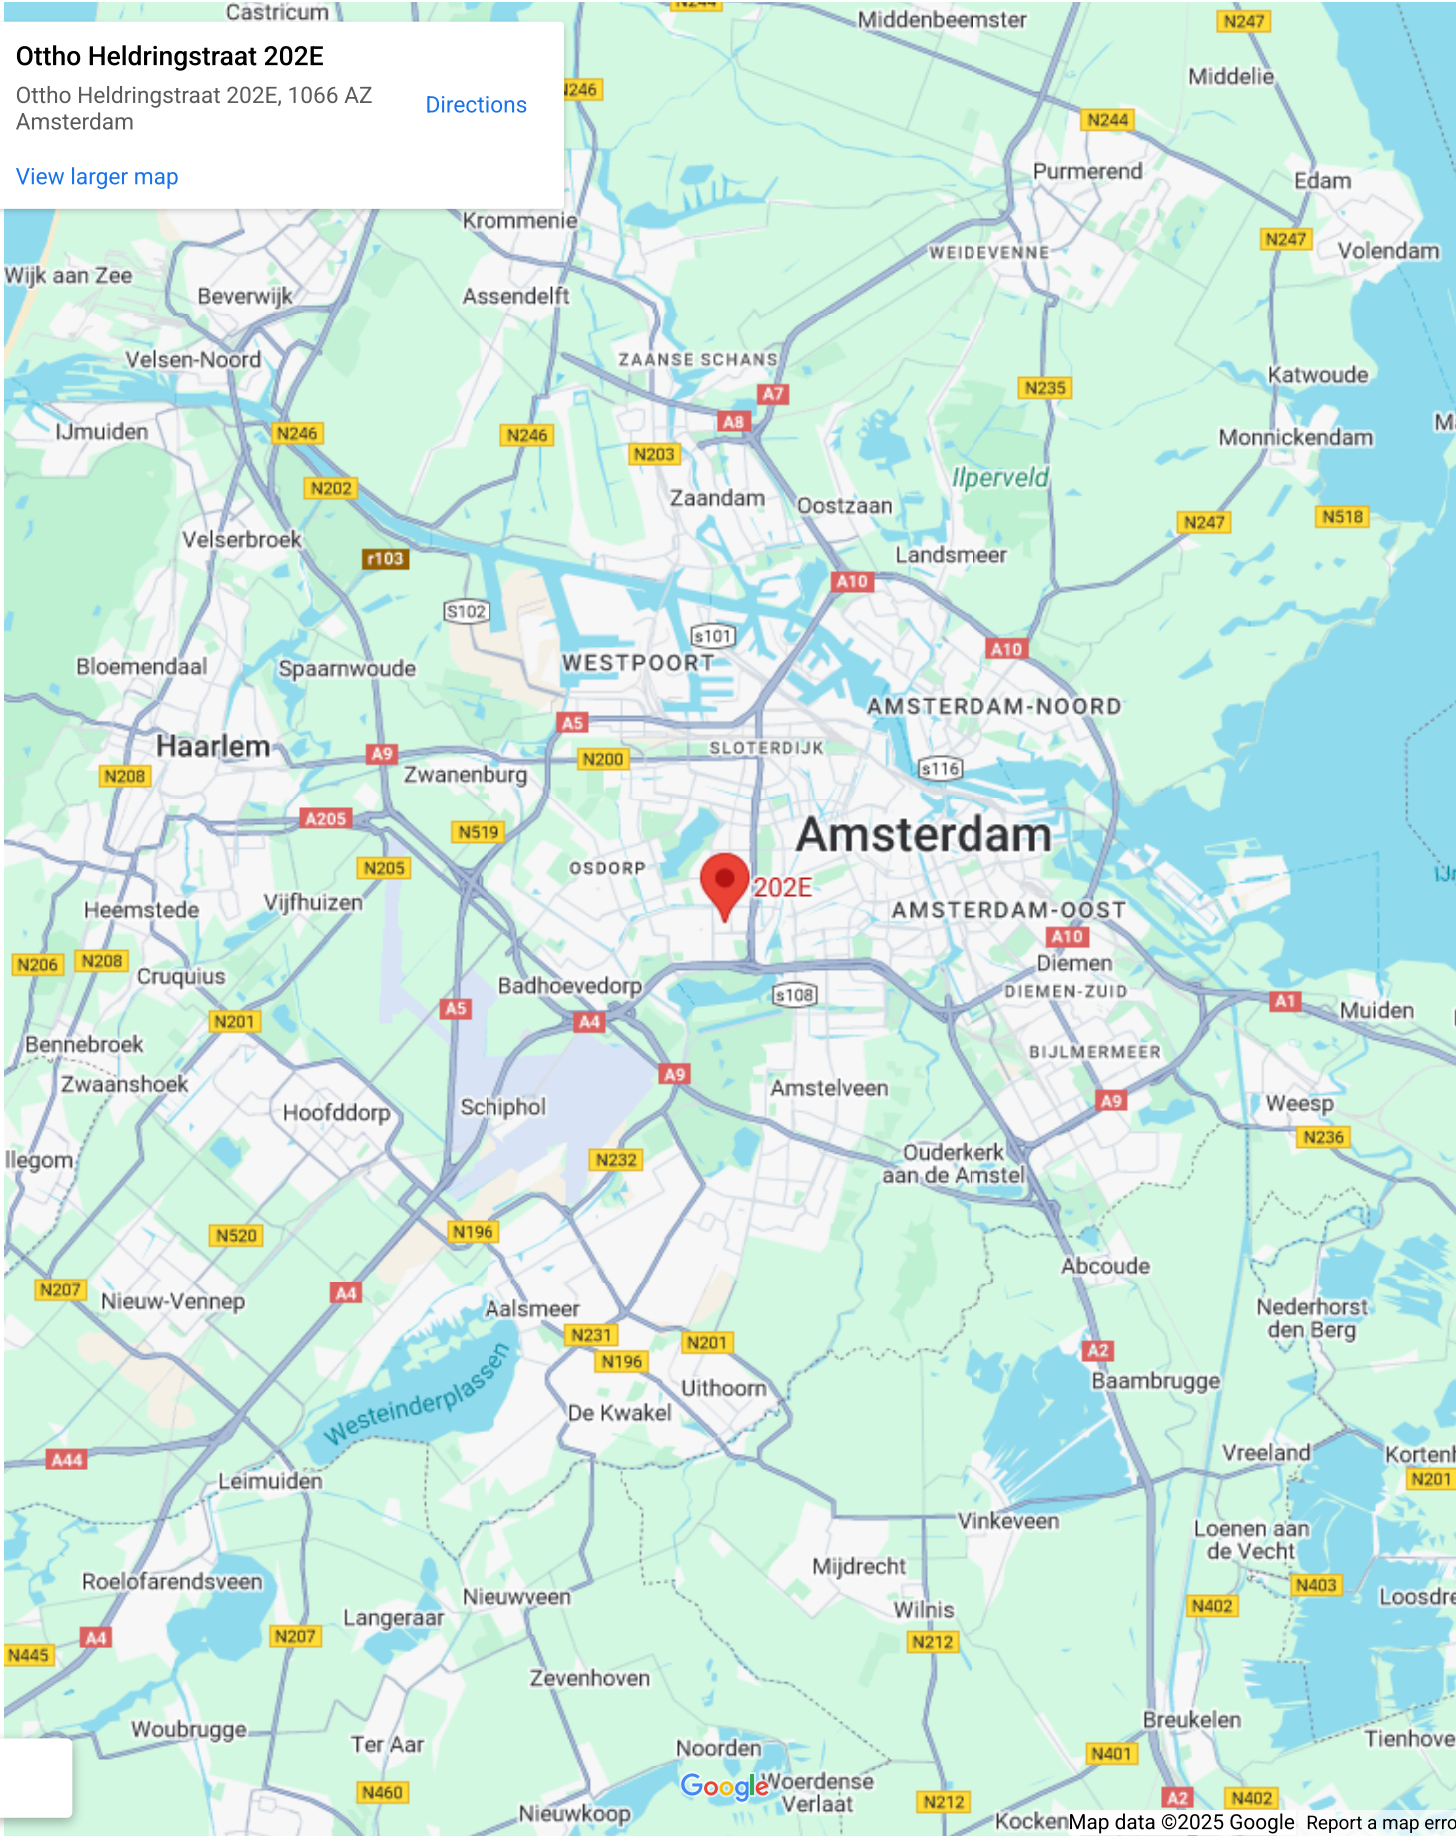 Castricum
N244
Middenbeemster
N247
Ottho Heldringstraat 202E
Middelie
Ottho Heldringstraat 202E, 1066 AZ
Amsterdam
Directions
N246
N244
View larger map
Purmerend
Edam
Krommenie
N247
WEIDEVENNE
Volendam
Wijk aan Zee
Beverwijk
Assendelft
Velsen-Noord
ZAANSE SCHANS
Katwoude
A7
N235
A8
IJmuiden
N246
N246
Monnickendam
N203
Ilperveld
N202
Zaandam
Oostzaan
N247
N518
Velserbroek
r103
Landsmeer
A10
S102
s101
A10
Bloemendaal
Spaarnwoude
WESTPOORT
AMSTERDAM-NOORD
A5
Haarlem
A9
SLOTERDIJK
N200
s116
N208
Zwanenburg
A205
N519
Amsterdam
N205
OSDORP
202E
Vijfhuizen
Heemstede
AMSTERDAM-OOST
A10
N206
N208
Cruquius
Diemen
Badhoevedorp
s108
DIEMEN-ZUID
A5
A1
Muiden
N201
A4
Bennebroek
BIJLMERMEER
Zwaanshoek
A9
Amstelveen
A9
Hoofddorp
Schiphol
Weesp
N236
llegom
N232
Ouderkerk
aan de Amstel
N520
N196
Abcoude
N207
A4
Nieuw-Vennep
Aalsmeer
Nederhorst
den Berg
N231
N201
A2
N196
Westeinderplassen
Uithoorn
Baambrugge
De Kwakel
A44
Vreeland
Kortenh
Leimuiden
N201
Vinkeveen
Loenen aan
de Vecht
Mijdrecht
Roelofarendsveen
N403
Nieuwveen
Loosdre
Langeraar
Wilnis
N402
A4
N207
N212
N445
Zevenhoven
Woubrugge
Breukelen
Ter Aar
Noorden
N401
Tienhove
Google
Woerdense
Verlaat
N460
N212
A2
N402
Nieuwkoop
Kocken
Map data ©2025 Google
Report a map erro